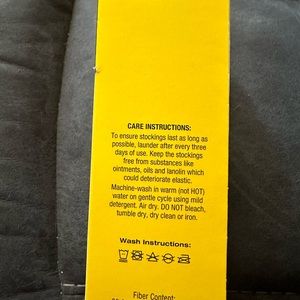 CARE INSTRUCTIONS:
To ensure stockings last as long as
possible, launder after every three
days of use. Keep the stockings
free from substances like
ointments, oils and lanolin which
could deteriorate elastic.
Machine-wash in warm (not HOT)
water on gentle cycle using mild
detergent. Air dry. DO NOT bleach,
tumble dry, dry clean or iron.
Wash Instructions:
Fiber Content: